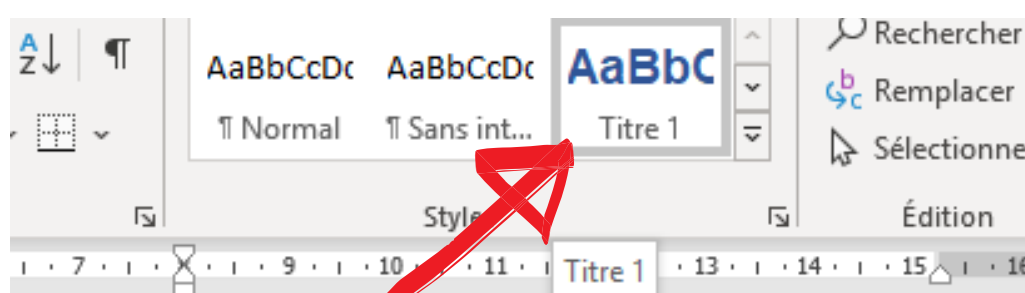 A
Z
¶
AaBbCcDc AaBbCcDc AaBbC
¶ Normal ¶ Sans int... Titre 1
Rechercher
b
c
Remplacer
Sélectionne
Style
Édition
7 9 10 11 13 14 15 16
Titre 1